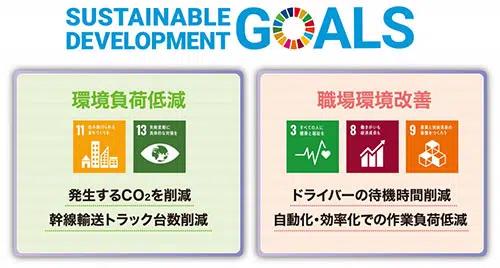 SUSTAINABLE
DEVELOPMENT
GOALS
環境負荷低減
11 住み続けられる
まちづくりを
13 気候変動に
具体的な対策を
発生するCO₂を削減
幹線輸送トラック台数削減
職場環境改善
3 すべての人に
健康と福祉を
8 働きがいも
経済成長も
9 産業と技術革新の
基盤をつくろう
ドライバーの待機時間削減
自動化・効率化での作業負荷低減